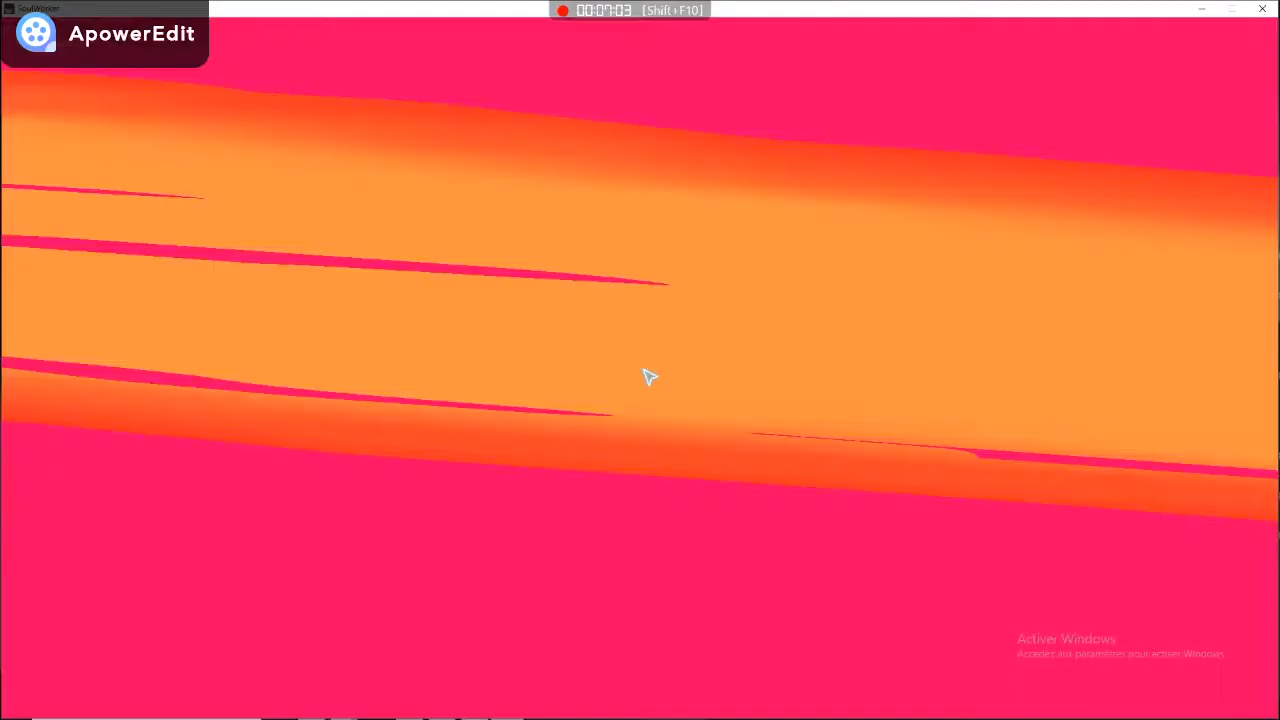 SoulWorker
00:07:03 [Shift+F10]
ApowerEdit
Activer Windows
Accédez aux paramètres pour activer Windows.